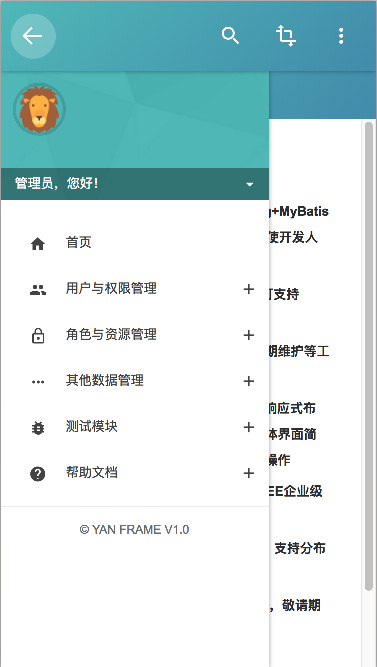 管理员，您好！
首页
用户与权限管理
角色与资源管理
其他数据管理
测试模块
帮助文档
© YAN FRAME V1.0
+MyBatis
使开发人
支持
期维护等工
响应式布
体界面简
操作
EE企业级
支持分布
，敬请期